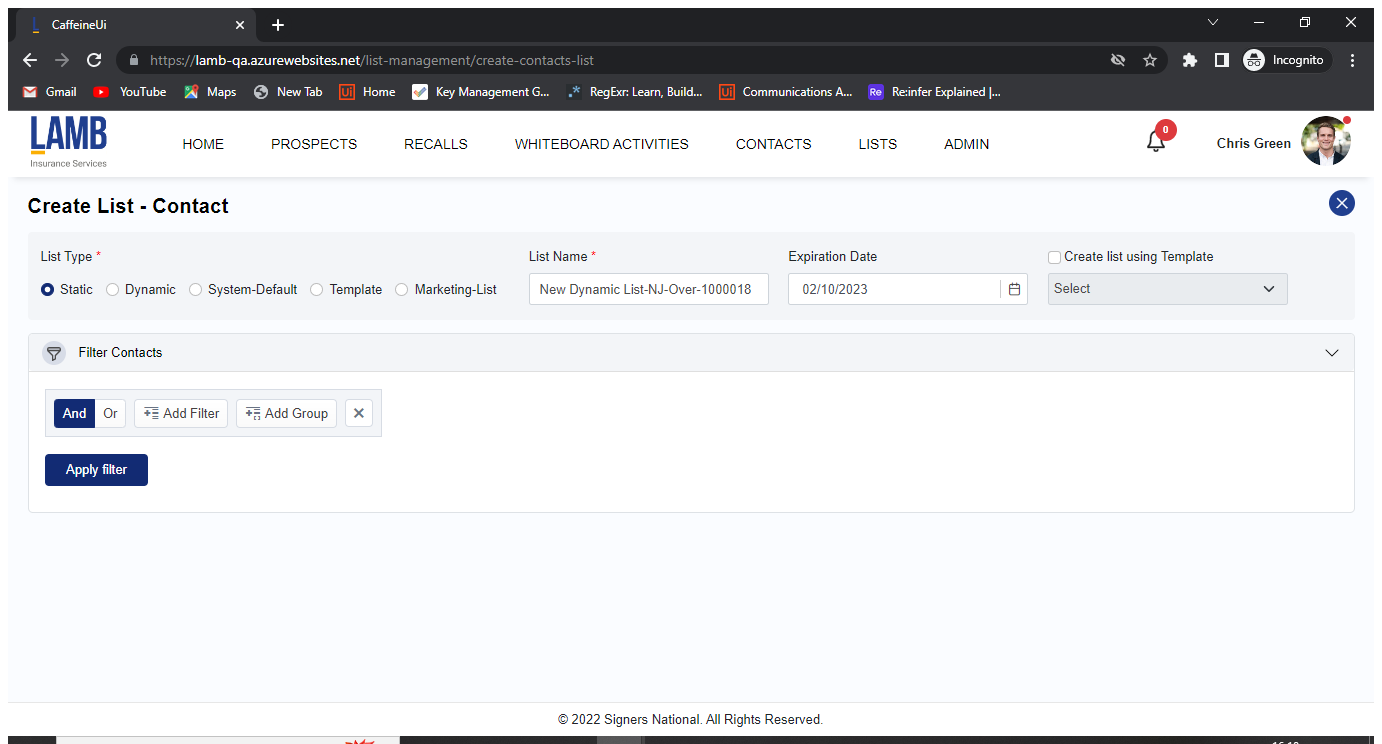 CaffeineUi
https://lamb-qa.azurewebsites.net/list-management/create-contacts-list
Incognito
Gmail YouTube Maps New Tab Ui Home Key Management G... .* RegExr: Learn, Build... Ui Communications A... Re Re:infer Explained |...
LAMB
Insurance Services
HOME PROSPECTS RECALLS WHITEBOARD ACTIVITIES CONTACTS LISTS ADMIN
0
Chris Green
Create List - Contact
List Type * List Name * Expiration Date Create list using Template
Static Dynamic System-Default Template Marketing-List New Dynamic List-NJ-Over-1000018 02/10/2023 Select
Filter Contacts
And Or Add Filter Add Group
Apply filter
© 2022 Signers National. All Rights Reserved.